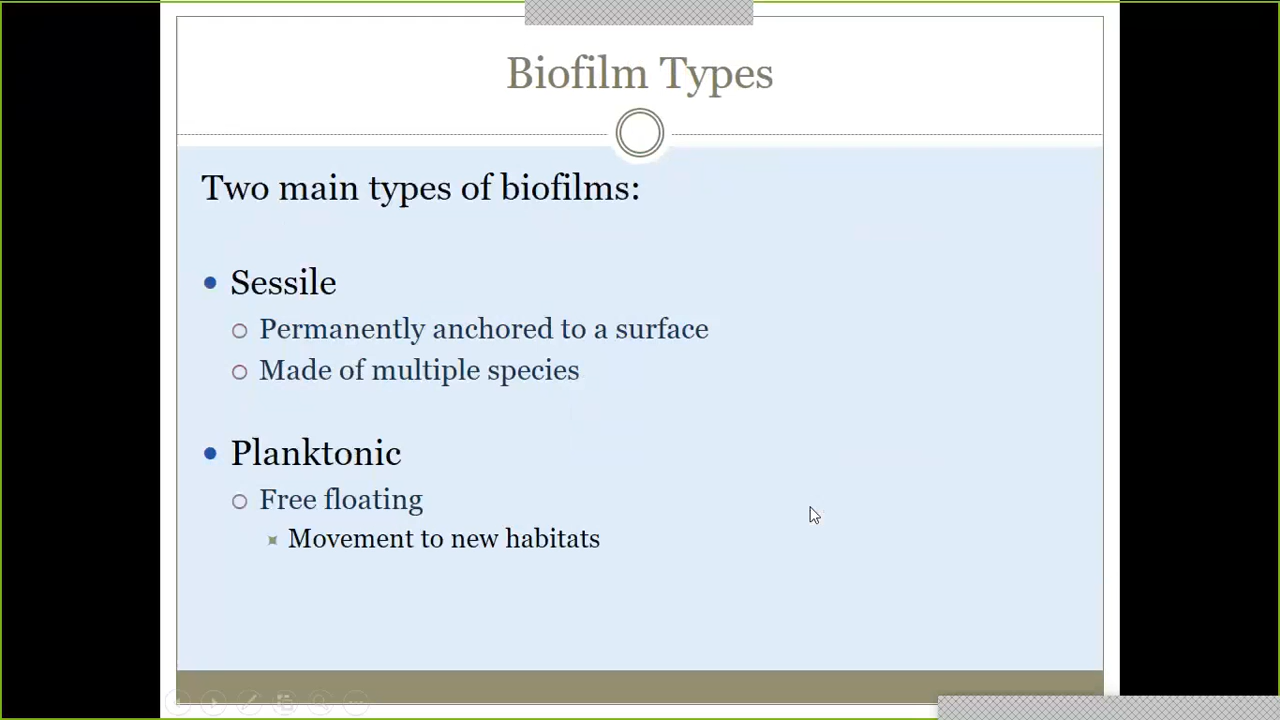 Biofilm Types
Two main types of biofilms:
Sessile
Permanently anchored to a surface
Made of multiple species
Planktonic
Free floating
Movement to new habitats